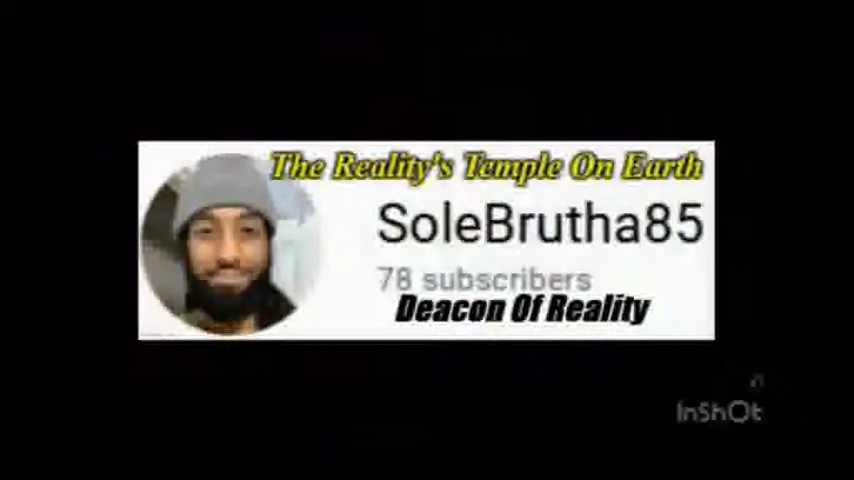 The Reality's Temple On Earth
SoleBrutha85
78 subscribers
Deacon Of Reality
InShOt